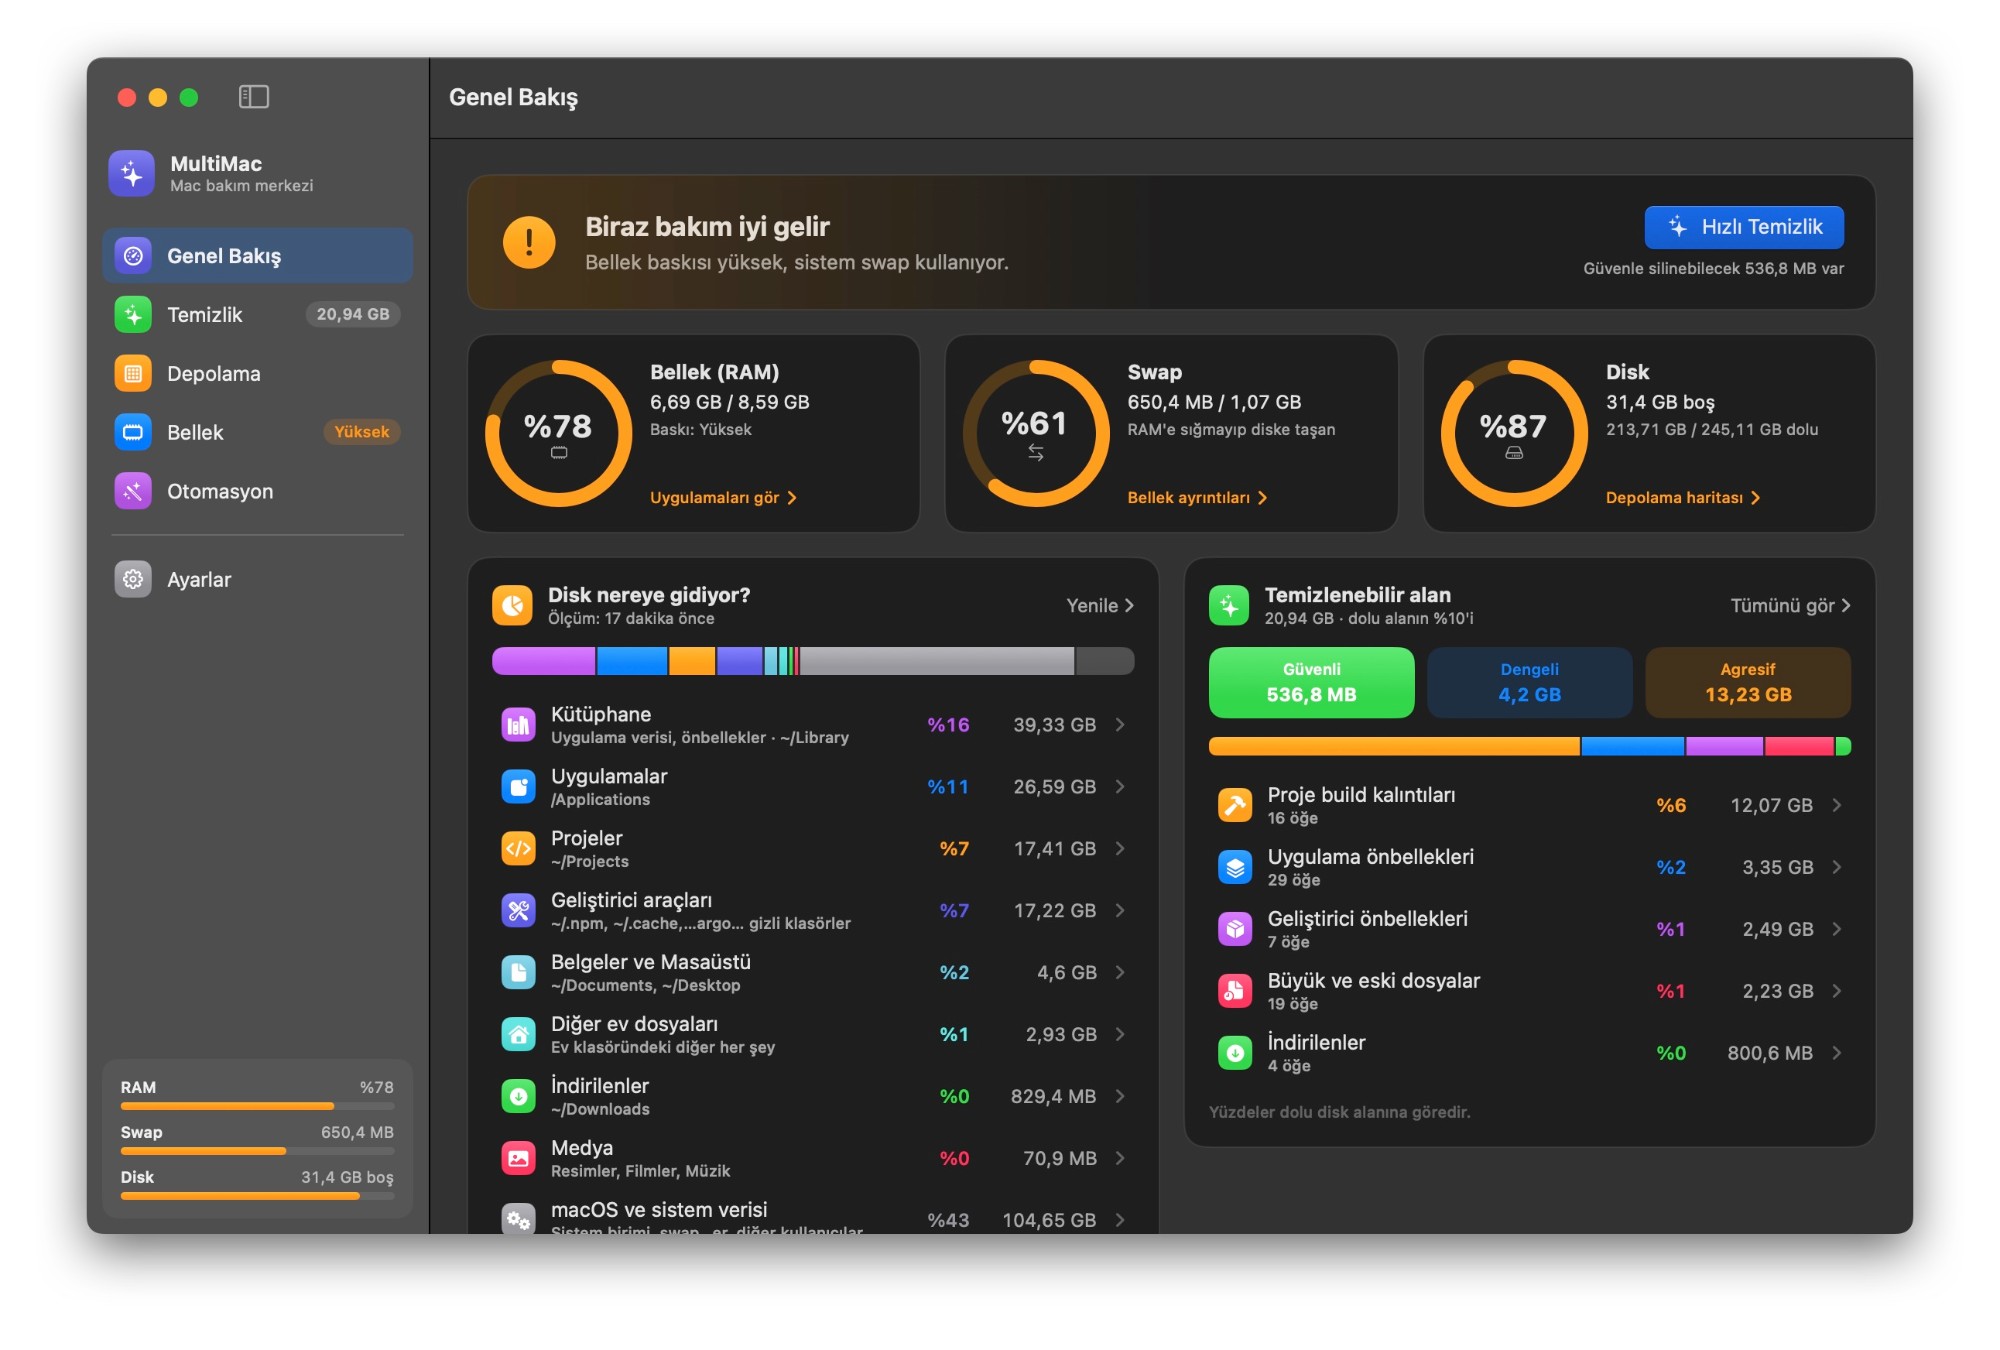 Genel Bakış
MultiMac
Mac bakım merkezi
Genel Bakış
Temizlik
20,94 GB
Depolama
Bellek
Yüksek
Otomasyon
Ayarlar
RAM
%78
Swap
650,4 MB
Disk
31,4 GB boş
Biraz bakım iyi gelir
Bellek baskısı yüksek, sistem swap kullanıyor.
Hızlı Temizlik
Güvenle silinebilecek 536,8 MB var
%78
Bellek (RAM)
6,69 GB / 8,59 GB
Baskı: Yüksek
Uygulamaları gör
%61
Swap
650,4 MB / 1,07 GB
RAM'e sığmayıp diske taşan
Bellek ayrıntıları
%87
Disk
31,4 GB boş
213,71 GB / 245,11 GB dolu
Depolama haritası
Disk nereye gidiyor?
Ölçüm: 17 dakika önce
Yenile
Kütüphane
Uygulama verisi, önbellekler · ~/Library
%16
39,33 GB
Uygulamalar
/Applications
%11
26,59 GB
Projeler
~/Projects
%7
17,41 GB
Geliştirici araçları
~/.npm, ~/.cache,...argo... gizli klasörler
%7
17,22 GB
Belgeler ve Masaüstü
~/Documents, ~/Desktop
%2
4,6 GB
Diğer ev dosyaları
Ev klasöründeki diğer her şey
%1
2,93 GB
İndirilenler
~/Downloads
%0
829,4 MB
Medya
Resimler, Filmler, Müzik
%0
70,9 MB
macOS ve sistem verisi
Sistem birimi, swap...er, diğer kullanıcılar
%43
104,65 GB
Temizlenebilir alan
20,94 GB · dolu alanın %10'i
Tümünü gör
Güvenli
536,8 MB
Dengeli
4,2 GB
Agresif
13,23 GB
Proje build kalıntıları
16 öğe
%6
12,07 GB
Uygulama önbellekleri
29 öğe
%2
3,35 GB
Geliştirici önbellekleri
7 öğe
%1
2,49 GB
Büyük ve eski dosyalar
19 öğe
%1
2,23 GB
İndirilenler
4 öğe
%0
800,6 MB
Yüzdeler dolu disk alanına göredir.